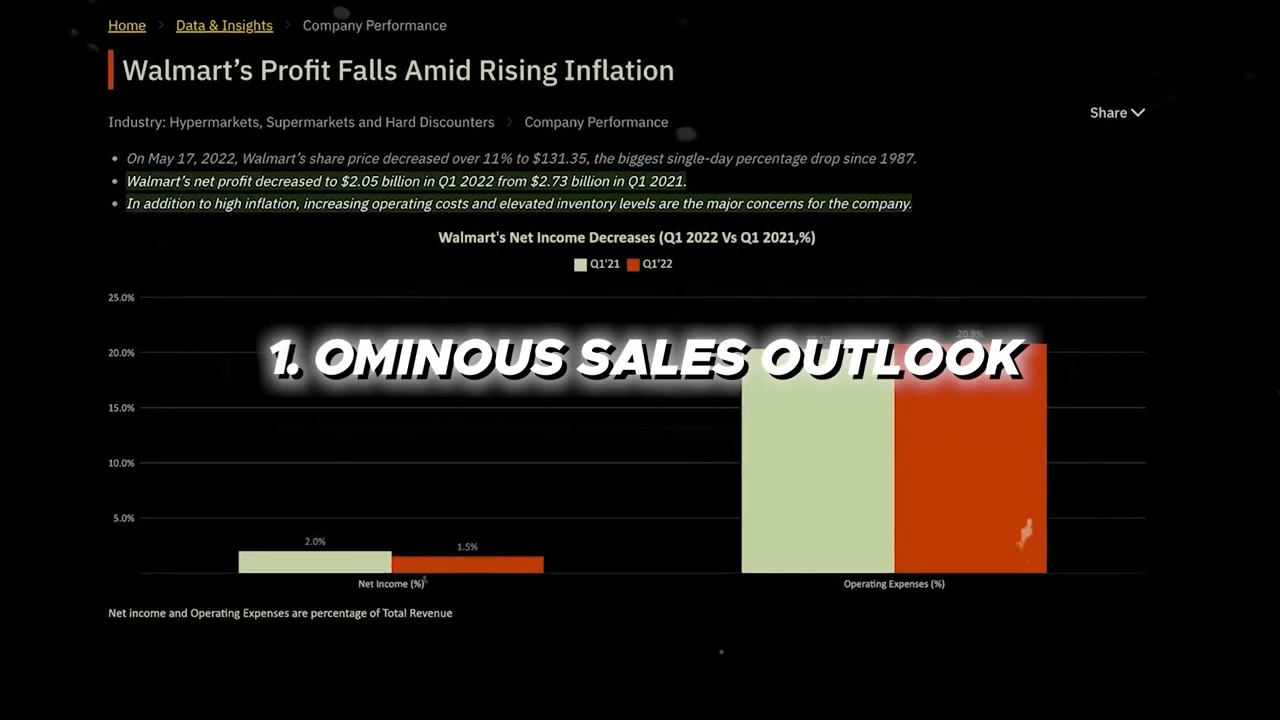 Home > Data & Insights > Company Performance
Walmart's Profit Falls Amid Rising Inflation
Share
Industry: Hypermarkets, Supermarkets and Hard Discounters > Company Performance
• On May 17, 2022, Walmart's share price decreased over 11% to $131.35, the biggest single-day percentage drop since 1987.
• Walmart's net profit decreased to $2.05 billion in Q1 2022 from $2.73 billion in Q1 2021.
• In addition to high inflation, increasing operating costs and elevated inventory levels are the major concerns for the company.
Walmart's Net Income Decreases (Q1 2022 Vs Q1 2021,%)
Q1'21 Q1'22
25.0%
20.8%
20.0%
1. OMINOUS SALES OUTLOOK
15.0%
10.0%
5.0%
2.0%
1.5%
Net Income (%)
Operating Expenses (%)
Net income and Operating Expenses are percentage of Total Revenue